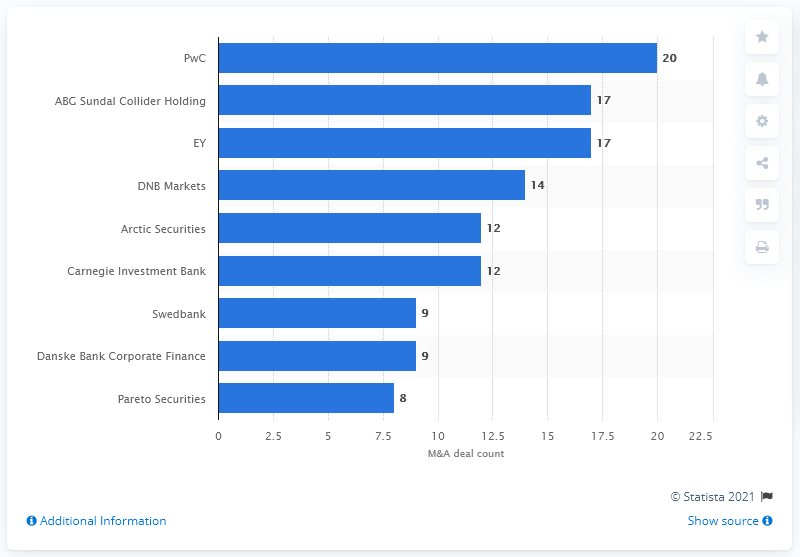 PwC 20
ABG Sundal Collider Holding 17
EY 17
DNB Markets 14
Arctic Securities 12
Carnegie Investment Bank 12
Swedbank 9
Danske Bank Corporate Finance 9
Pareto Securities 8
0 2.5 5 7.5 10 12.5 15 17.5 20 22.5
M&A deal count
© Statista 2021
Additional Information Show source